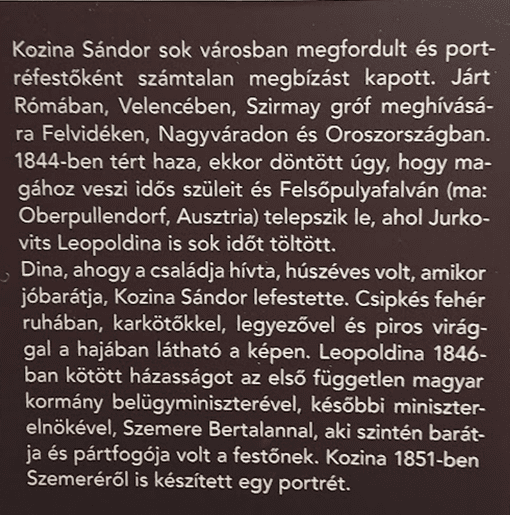 Kozina Sándor sok városban megfordult és port-
réfestőként számtalan megbízást kapott. Járt
Rómában, Velencében, Szirmay gróf meghívásá-
ra Felvidéken, Nagyváradon és Oroszországban.
1844-ben tért haza, ekkor döntött úgy, hogy ma-
gához veszi idős szüleit és Felsőpulyafalván (ma:
Oberpullendorf, Ausztria) telepszik le, ahol Jurko-
vits Leopoldina is sok időt töltött.
Dina, ahogy a családja hívta, húszéves volt, amikor
jóbarátja, Kozina Sándor lefestette. Csipkés fehér
ruhában, karkötőkkel, legyezővel és piros virág-
gal a hajában látható a képen. Leopoldina 1846-
ban kötött házasságot az első független magyar
kormány belügyminiszterével, későbbi miniszter-
elnökével, Szemere Bertalannal, aki szintén barát-
ja és pártfogója volt a festőnek. Kozina 1851-ben
Szemeréről is készített egy portrét.